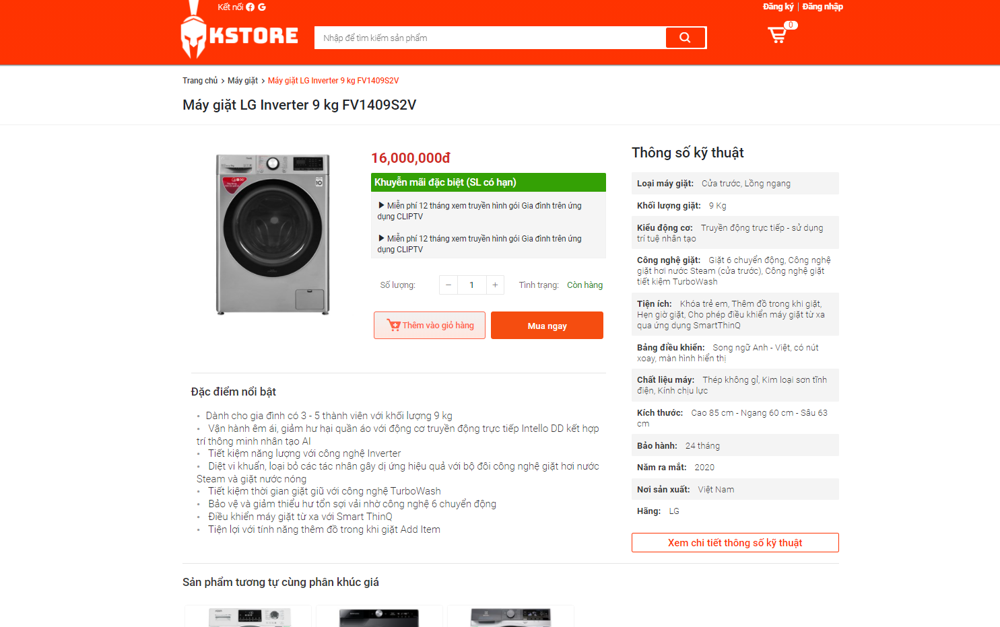 Kết nối
Đăng ký | Đăng nhập
KSTORE
Nhập để tìm kiếm sản phẩm
0
Trang chủ > Máy giặt > Máy giặt LG Inverter 9 kg FV1409S2V
Máy giặt LG Inverter 9 kg FV1409S2V
16,000,000đ
Khuyễn mãi đặc biệt (SL có hạn)
Miễn phí 12 tháng xem truyền hình gói Gia đình trên ứng
dụng CLIPTV
Miễn phí 12 tháng xem truyền hình gói Gia đình trên ứng
dụng CLIPTV
Số lượng: − 1 + Tình trạng: Còn hàng
Thêm vào giỏ hàng
Mua ngay
Đặc điểm nổi bật
• Dành cho gia đình có 3 - 5 thành viên với khối lượng 9 kg
• Vận hành êm ái, giảm hư hại quần áo với động cơ truyền động trực tiếp Intello DD kết hợp
trí thông minh nhân tạo AI
• Tiết kiệm năng lượng với công nghệ Inverter
• Diệt vi khuẩn, loại bỏ các tác nhân gây dị ứng hiệu quả với bộ đôi công nghệ giặt hơi nước
Steam và giặt nước nóng
• Tiết kiệm thời gian giặt giũ với công nghệ TurboWash
• Bảo vệ và giảm thiểu hư tổn sợi vải nhờ công nghệ 6 chuyển động
• Điều khiển máy giặt từ xa với Smart ThinQ
• Tiện lợi với tính năng thêm đồ trong khi giặt Add Item
Thông số kỹ thuật
Loại máy giặt: Cửa trước, Lồng ngang
Khối lượng giặt: 9 Kg
Kiểu động cơ: Truyền động trực tiếp - sử dụng
trí tuệ nhân tạo
Công nghệ giặt: Giặt 6 chuyển động, Công nghệ
giặt hơi nước Steam (cửa trước), Công nghệ giặt
tiết kiệm TurboWash
Tiện ích: Khóa trẻ em, Thêm đồ trong khi giặt,
Hẹn giờ giặt, Cho phép điều khiển máy giặt từ xa
qua ứng dụng SmartThinQ
Bảng điều khiển: Song ngữ Anh - Việt, có nút
xoay, màn hình hiển thị
Chất liệu máy: Thép không gỉ, Kim loại sơn tĩnh
điện, Kính chịu lực
Kích thước: Cao 85 cm - Ngang 60 cm - Sâu 63
cm
Bảo hành: 24 tháng
Năm ra mắt: 2020
Nơi sản xuất: Việt Nam
Hãng: LG
Xem chi tiết thông số kỹ thuật
Sản phẩm tương tự cùng phân khúc giá